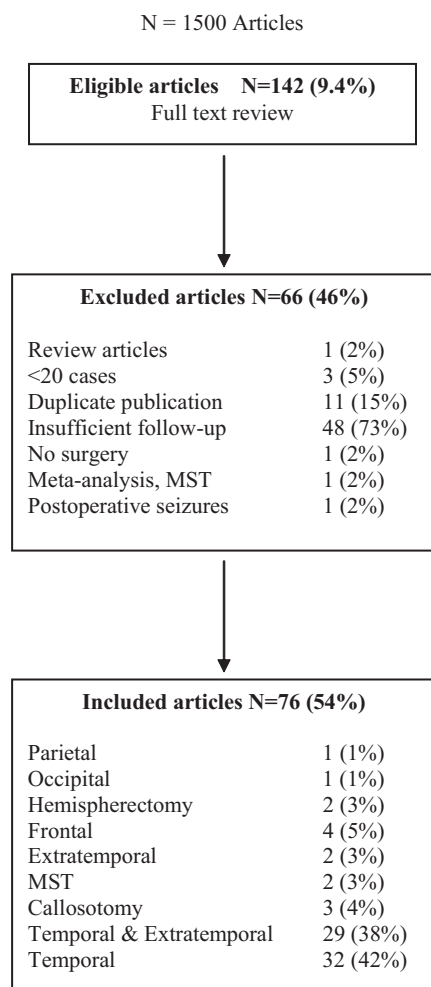 N = 1500 Articles
Eligible articles N=142 (9.4%)
Full text review
Excluded articles N=66 (46%)
Review articles 1 (2%)
<20 cases 3 (5%)
Duplicate publication 11 (15%)
Insufficient follow-up 48 (73%)
No surgery 1 (2%)
Meta-analysis, MST 1 (2%)
Postoperative seizures 1 (2%)
Included articles N=76 (54%)
Parietal 1 (1%)
Occipital 1 (1%)
Hemispherectomy 2 (3%)
Frontal 4 (5%)
Extratemporal 2 (3%)
MST 2 (3%)
Callosotomy 3 (4%)
Temporal & Extratemporal 29 (38%)
Temporal 32 (42%)